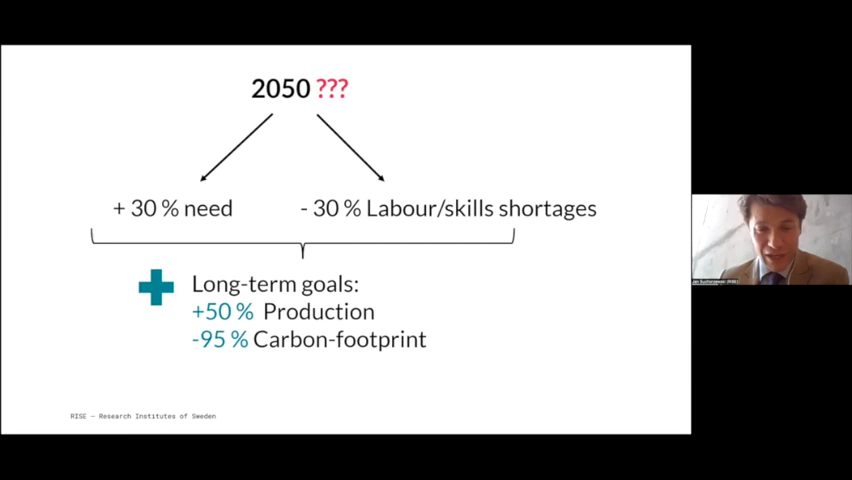 2050 ???
+ 30 % need
- 30 % Labour/skills shortages
Long-term goals:
+50 % Production
-95 % Carbon-footprint
RISE — Research Institutes of Sweden